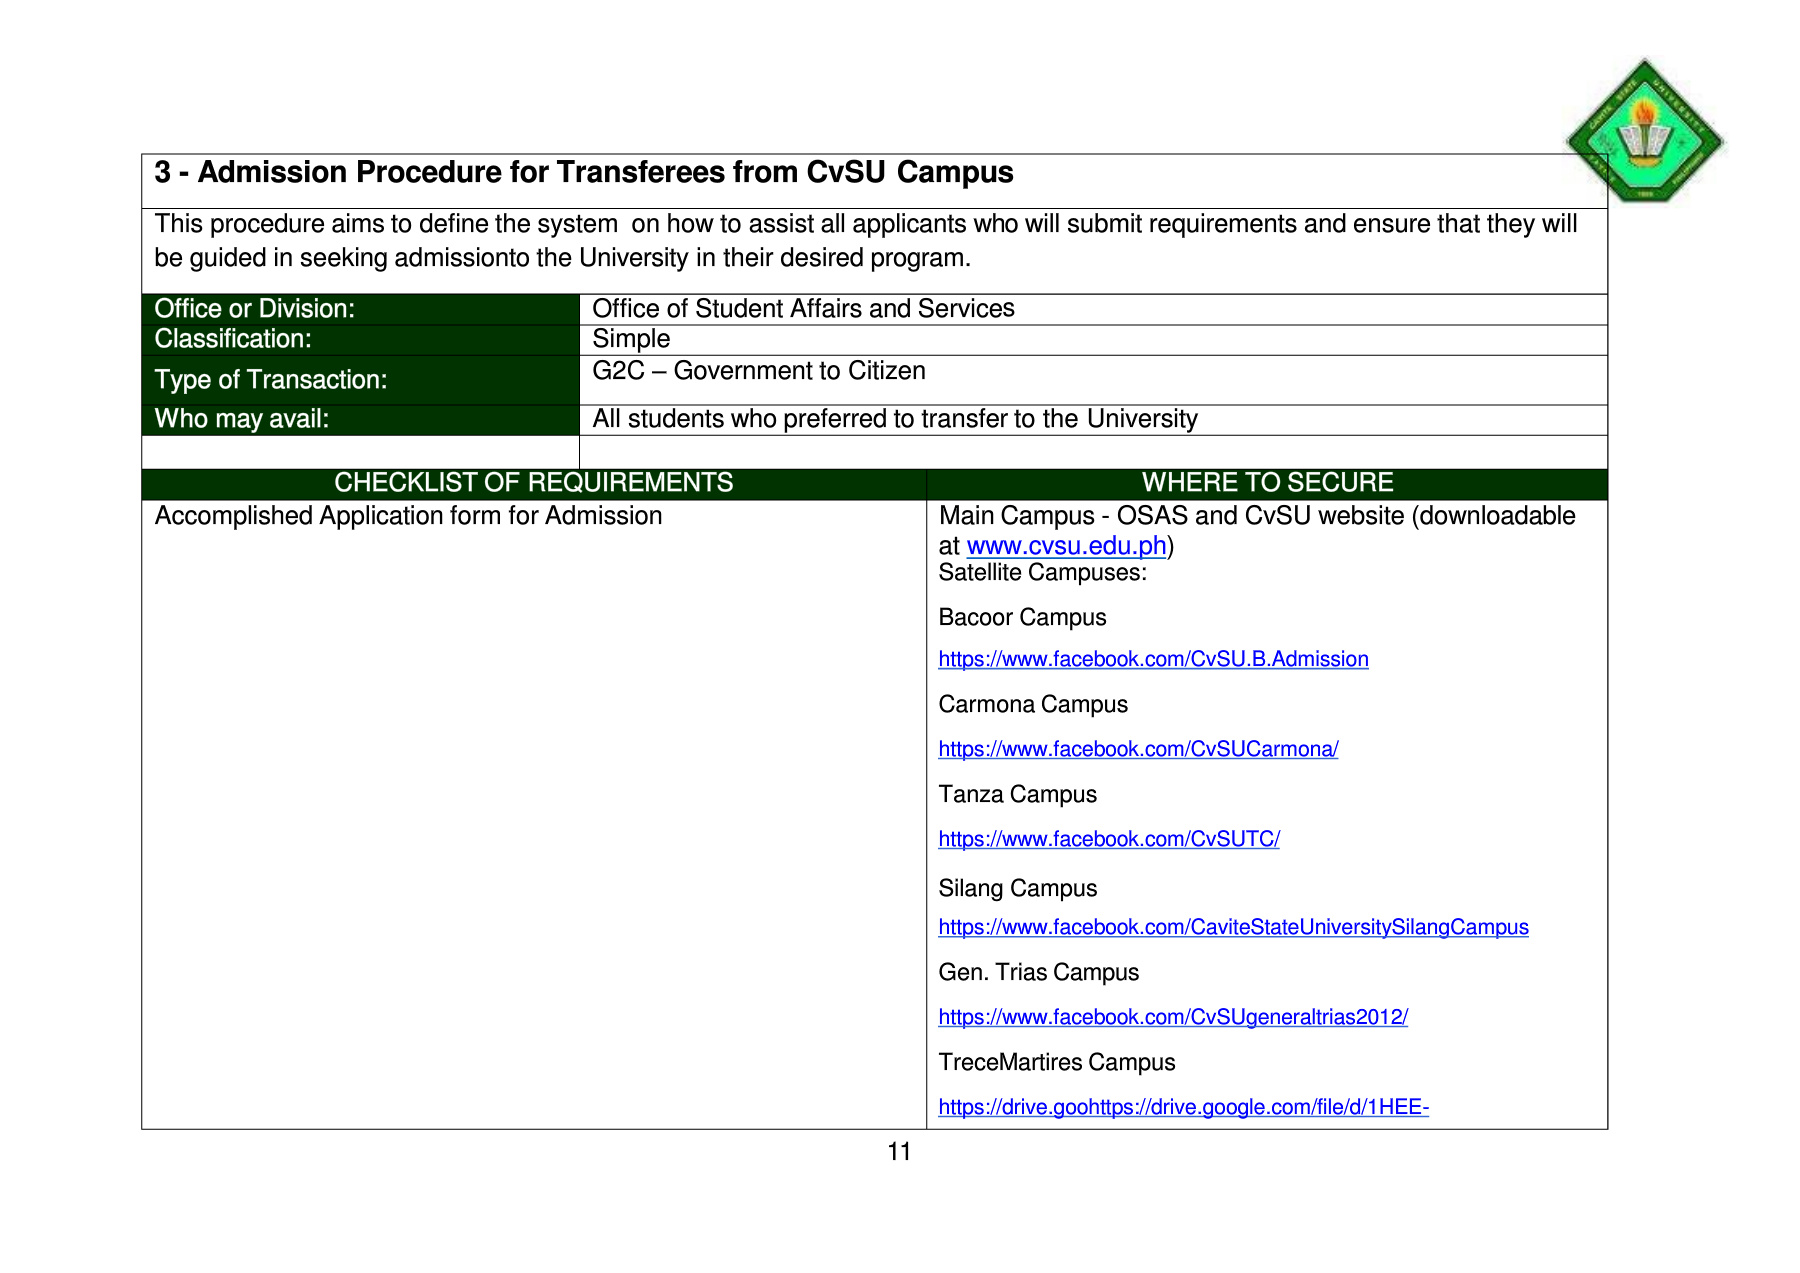 CAVITE STATE UNIVERSITY
1906
3 - Admission Procedure for Transferees from CvSU Campus
This procedure aims to define the system  on how to assist all applicants who will submit requirements and ensure that they will
be guided in seeking admissionto the University in their desired program.
Office or Division: Office of Student Affairs and Services
Classification: Simple
Type of Transaction: G2C – Government to Citizen
Who may avail: All students who preferred to transfer to the University
CHECKLIST OF REQUIREMENTS WHERE TO SECURE
Accomplished Application form for Admission Main Campus - OSAS and CvSU website (downloadable
at www.cvsu.edu.ph)
Satellite Campuses:
Bacoor Campus
https://www.facebook.com/CvSU.B.Admission
Carmona Campus
https://www.facebook.com/CvSUCarmona/
Tanza Campus
https://www.facebook.com/CvSUTC/
Silang Campus
https://www.facebook.com/CaviteStateUniversitySilangCampus
Gen. Trias Campus
https://www.facebook.com/CvSUgeneraltrias2012/
TreceMartires Campus
https://drive.goohttps://drive.google.com/file/d/1HEE-
11